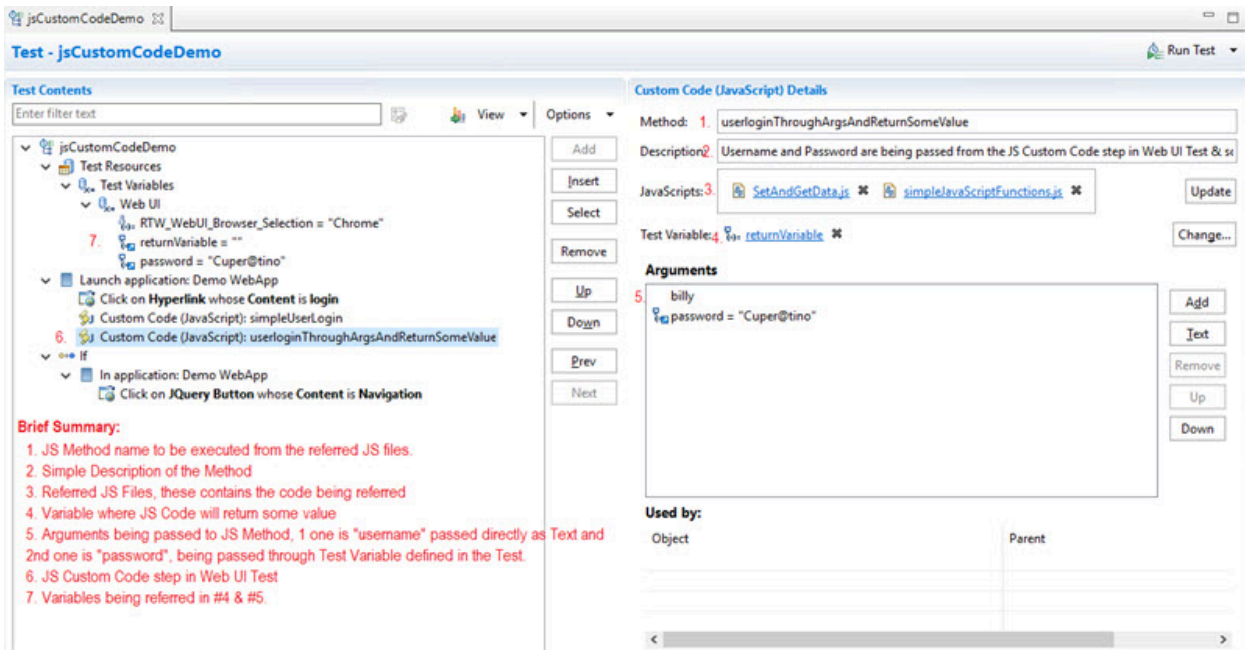 jsCustomCodeDemo
Test - jsCustomCodeDemo
Run Test
Test Contents
Enter filter text
View
Options
jsCustomCodeDemo
Test Resources
Test Variables
Web UI
RTW_WebUI_Browser_Selection = "Chrome"
7. returnVariable = ""
password = "Cuper@tino"
Launch application: Demo WebApp
Click on Hyperlink whose Content is login
Custom Code (JavaScript): simpleUserLogin
6. Custom Code (JavaScript): userloginThroughArgsAndReturnSomeValue
If
In application: Demo WebApp
Click on JQuery Button whose Content is Navigation
Add
Insert
Select
Remove
Up
Down
Prev
Next
Brief Summary:
1. JS Method name to be executed from the referred JS files.
2. Simple Description of the Method
3. Referred JS Files, these contains the code being referred
4. Variable where JS Code will return some value
5. Arguments being passed to JS Method, 1 one is "username" passed directly as Text and
2nd one is "password", being passed through Test Variable defined in the Test.
6. JS Custom Code step in Web UI Test
7. Variables being referred in #4 & #5.
Custom Code (JavaScript) Details
Method: 1. userloginThroughArgsAndReturnSomeValue
Description: 2. Username and Password are being passed from the JS Custom Code step in Web UI Test & s
JavaScripts: 3. SetAndGetData.js simpleJavaScriptFunctions.js Update
Test Variable: 4. returnVariable Change...
Arguments
5. billy
password = "Cuper@tino"
Add
Text
Remove
Up
Down
Used by:
Object Parent